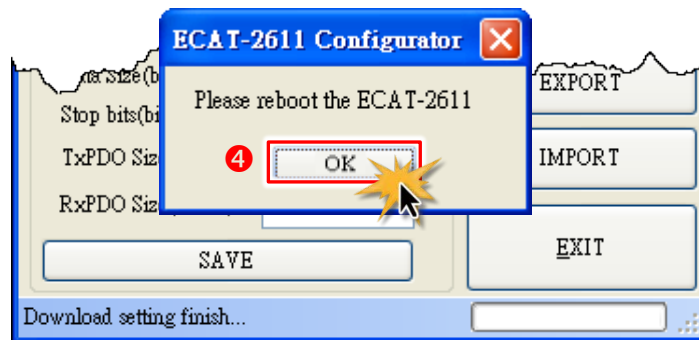 ECAT-2611 Configurator
EXPORT
Stop bits(bi
Please reboot the ECAT-2611
TxPDO Siz
4
OK
IMPORT
RxPDO Siz
SAVE
EXIT
Download setting finish...